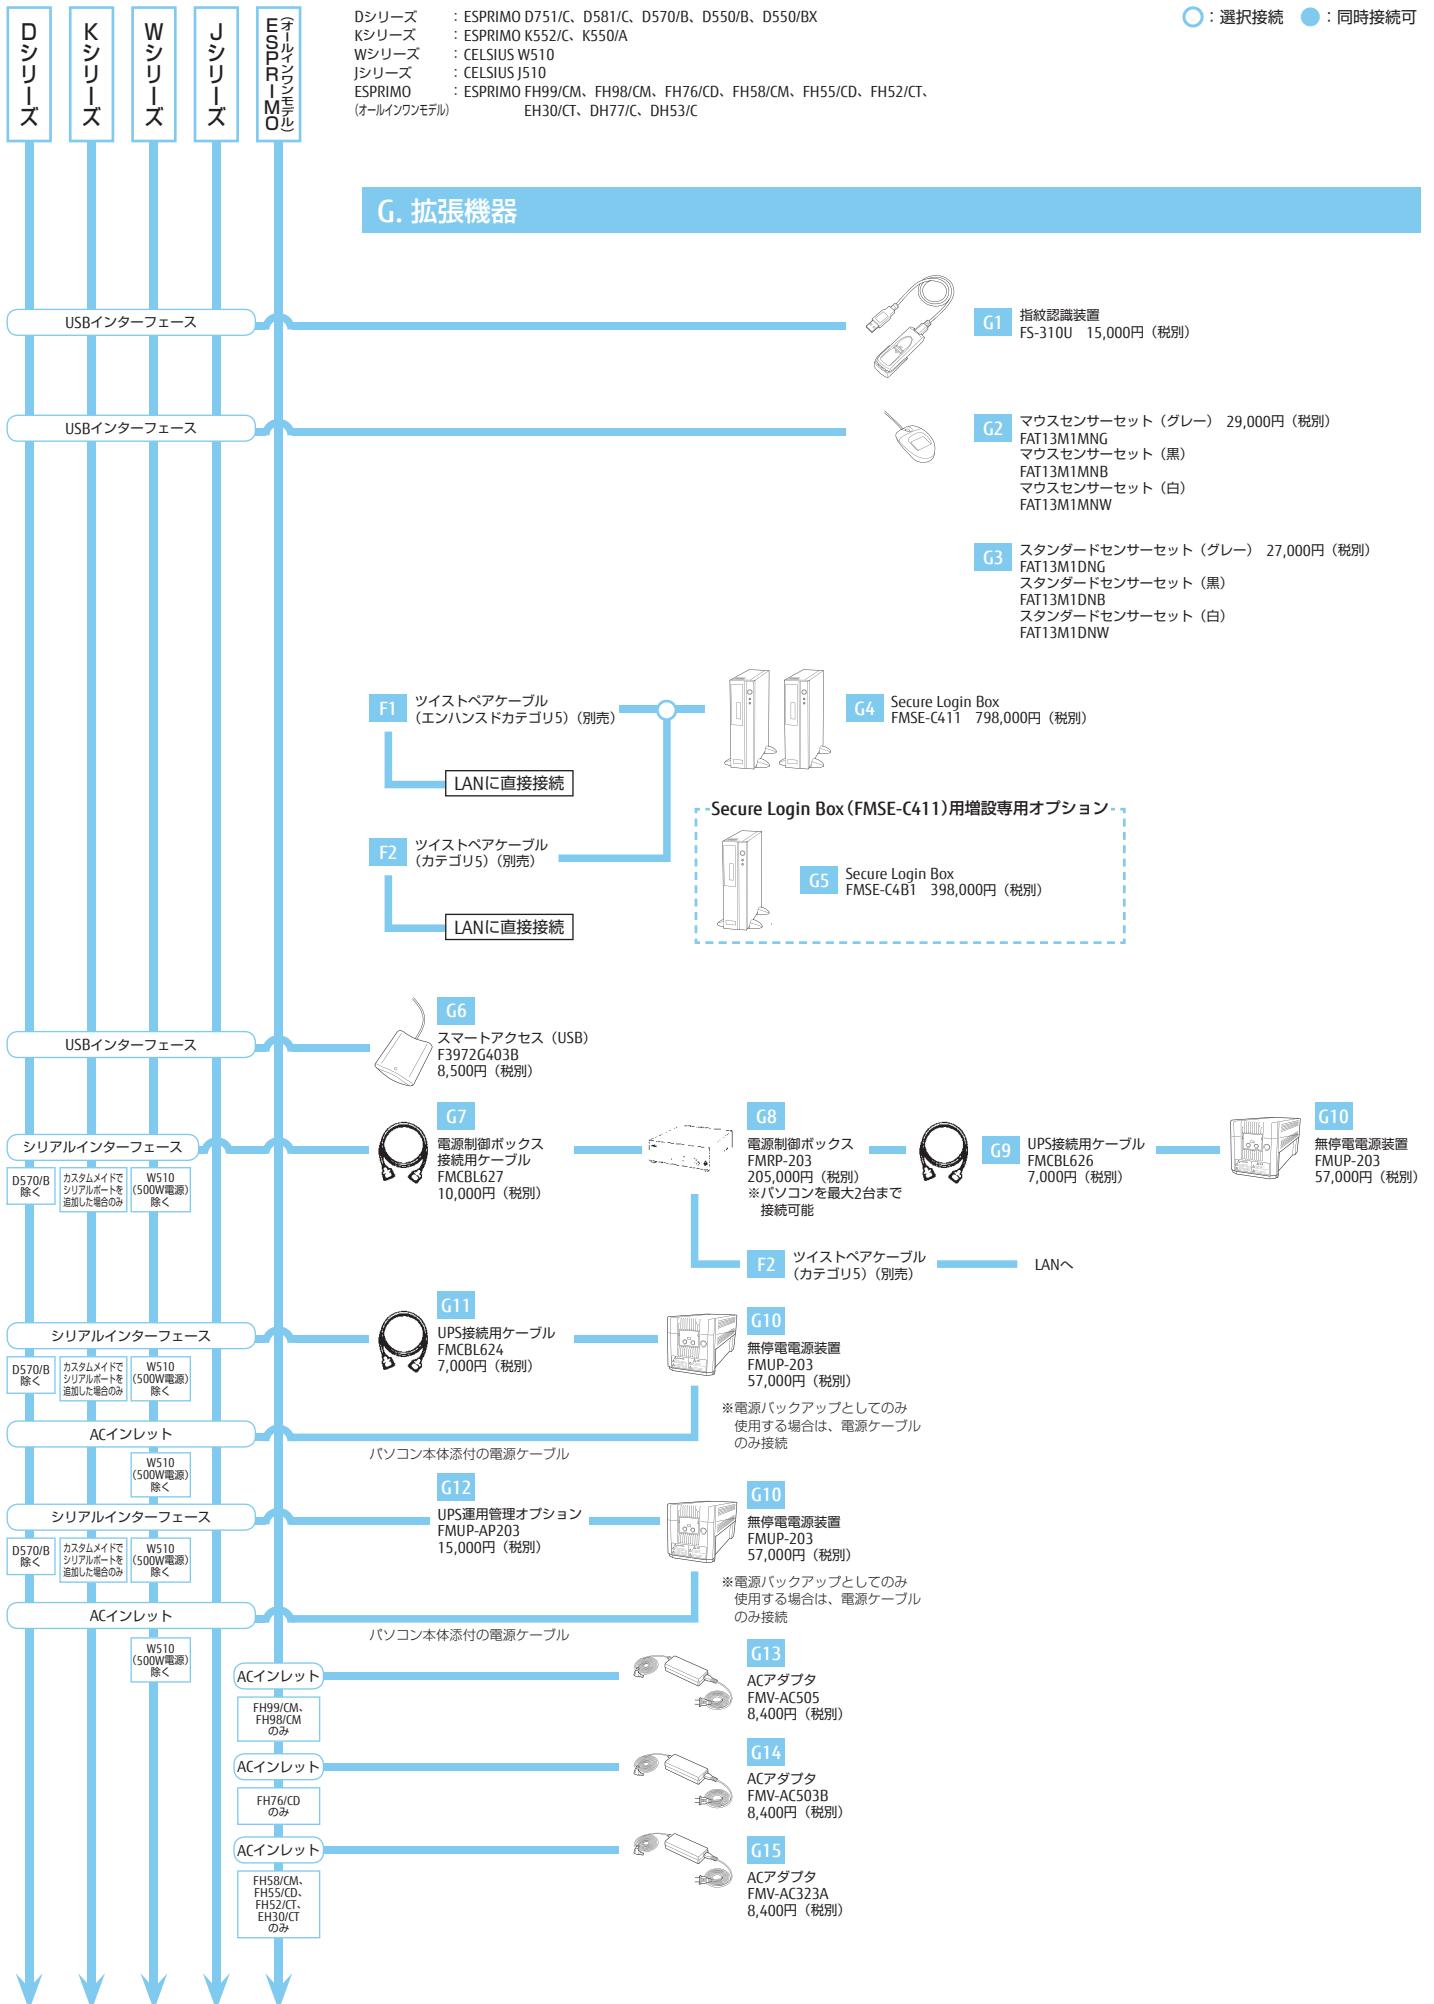 Dシリーズ
Kシリーズ
Wシリーズ
Jシリーズ
ESPRIMO
(オールインワンモデル)
Dシリーズ : ESPRIMO D751/C、D581/C、D570/B、D550/B、D550/BX
Kシリーズ : ESPRIMO K552/C、K550/A
Wシリーズ : CELSIUS W510
Jシリーズ : CELSIUS J510
ESPRIMO : ESPRIMO FH99/CM、FH98/CM、FH76/CD、FH58/CM、FH55/CD、FH52/CT、
(オールインワンモデル) EH30/CT、DH77/C、DH53/C
○:選択接続 ●:同時接続可
G. 拡張機器
USBインターフェース
G1 指紋認識装置
FS-310U 15,000円(税別)
USBインターフェース
G2 マウスセンサーセット(グレー) 29,000円(税別)
FAT13M1MNG
マウスセンサーセット(黒)
FAT13M1MNB
マウスセンサーセット(白)
FAT13M1MNW
G3 スタンダードセンサーセット(グレー) 27,000円(税別)
FAT13M1DNG
スタンダードセンサーセット(黒)
FAT13M1DNB
スタンダードセンサーセット(白)
FAT13M1DNW
F1 ツイストペアケーブル
(エンハンスドカテゴリ5)(別売)
LANに直接接続
G4 Secure Login Box
FMSE-C411 798,000円(税別)
F2 ツイストペアケーブル
(カテゴリ5)(別売)
LANに直接接続
Secure Login Box(FMSE-C411)用増設専用オプション
G5 Secure Login Box
FMSE-C4B1 398,000円(税別)
USBインターフェース
G6
スマートアクセス(USB)
F3972G403B
8,500円(税別)
シリアルインターフェース
D570/B
除く
カスタムメイドで
シリアルポートを
追加した場合のみ
W510
(500W電源)
除く
G7
電源制御ボックス
接続用ケーブル
FMCBL627
10,000円(税別)
G8
電源制御ボックス
FMRP-203
205,000円(税別)
※パソコンを最大2台まで
接続可能
G9 UPS接続用ケーブル
FMCBL626
7,000円(税別)
G10
無停電電源装置
FMUP-203
57,000円(税別)
F2 ツイストペアケーブル
(カテゴリ5)(別売)
LANへ
シリアルインターフェース
D570/B
除く
カスタムメイドで
シリアルポートを
追加した場合のみ
W510
(500W電源)
除く
G11
UPS接続用ケーブル
FMCBL624
7,000円(税別)
G10
無停電電源装置
FMUP-203
57,000円(税別)
※電源バックアップとしてのみ
使用する場合は、電源ケーブル
のみ接続
ACインレット
W510
(500W電源)
除く
パソコン本体添付の電源ケーブル
シリアルインターフェース
D570/B
除く
カスタムメイドで
シリアルポートを
追加した場合のみ
W510
(500W電源)
除く
G12
UPS運用管理オプション
FMUP-AP203
15,000円(税別)
G10
無停電電源装置
FMUP-203
57,000円(税別)
※電源バックアップとしてのみ
使用する場合は、電源ケーブル
のみ接続
ACインレット
W510
(500W電源)
除く
パソコン本体添付の電源ケーブル
ACインレット
FH99/CM、
FH98/CM
のみ
G13
ACアダプタ
FMV-AC505
8,400円(税別)
ACインレット
FH76/CD
のみ
G14
ACアダプタ
FMV-AC503B
8,400円(税別)
ACインレット
FH58/CM、
FH55/CD、
FH52/CT、
EH30/CT
のみ
G15
ACアダプタ
FMV-AC323A
8,400円(税別)